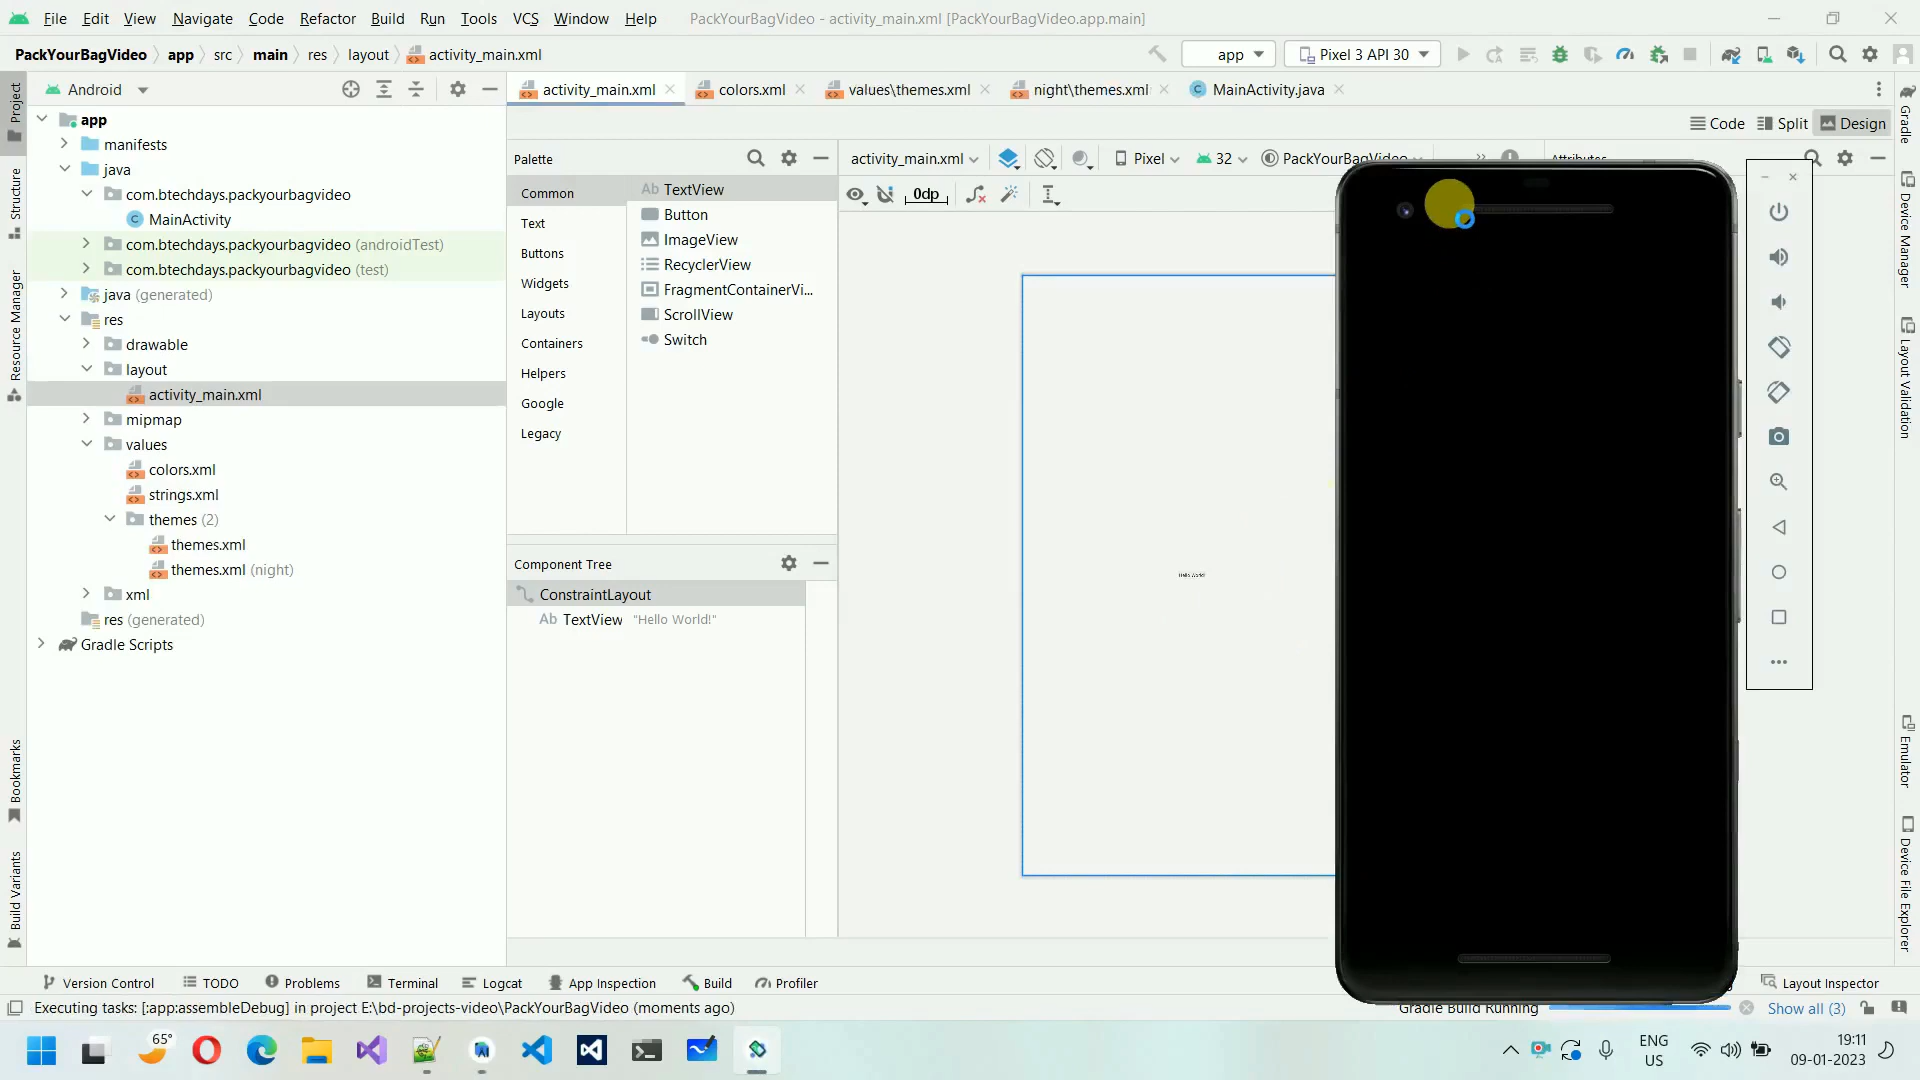 File Edit View Navigate Code Refactor Build Run Tools VCS Window Help PackYourBagVideo - activity_main.xml [PackYourBagVideo.app.main]
PackYourBagVideo app src main res layout activity_main.xml app Pixel 3 API 30
Android activity_main.xml colors.xml values\themes.xml night\themes.xml MainActivity.java
Code Split Design
Project
Structure
Resource Manager
Bookmarks
Build Variants
app
manifests
java
com.btechdays.packyourbagvideo
MainActivity
com.btechdays.packyourbagvideo (androidTest)
com.btechdays.packyourbagvideo (test)
java (generated)
res
drawable
layout
activity_main.xml
mipmap
values
colors.xml
strings.xml
themes (2)
themes.xml
themes.xml (night)
xml
res (generated)
Gradle Scripts
Palette
Common
Text
Buttons
Widgets
Layouts
Containers
Helpers
Google
Legacy
Ab TextView
Button
ImageView
RecyclerView
FragmentContainerVi...
ScrollView
Switch
Component Tree
ConstraintLayout
Ab TextView "Hello World!"
activity_main.xml Pixel 32 PackYourBagVideo Attributes
0dp
Hello World!
Gradle
Device Manager
Layout Validation
Emulator
Device File Explorer
Version Control TODO Problems Terminal Logcat App Inspection Build Profiler Layout Inspector
Executing tasks: [:app:assembleDebug] in project E:\bd-projects-video\PackYourBagVideo (moments ago) Gradle Build Running Show all (3)
65°
ENG
US
19:11
09-01-2023